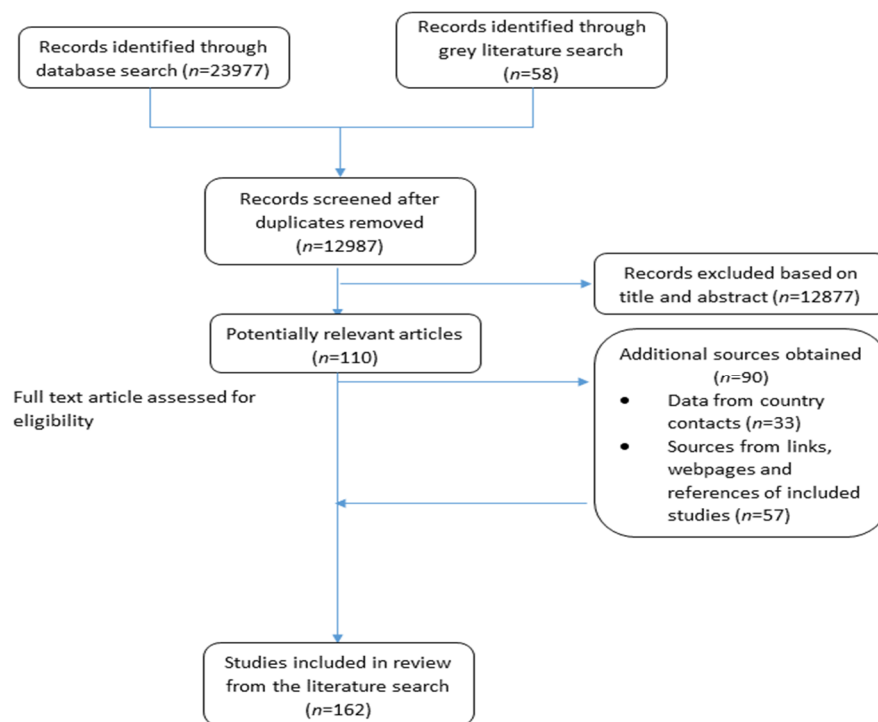 Records identified through
database search (n=23977)
Records identified through
grey literature search
(n=58)
Records screened after
duplicates removed
(n=12987)
Records excluded based on
title and abstract (n=12877)
Potentially relevant articles
(n=110)
Additional sources obtained
(n=90)
• Data from country
contacts (n=33)
• Sources from links,
webpages and
references of included
studies (n=57)
Full text article assessed for
eligibility
Studies included in review
from the literature search
(n=162)